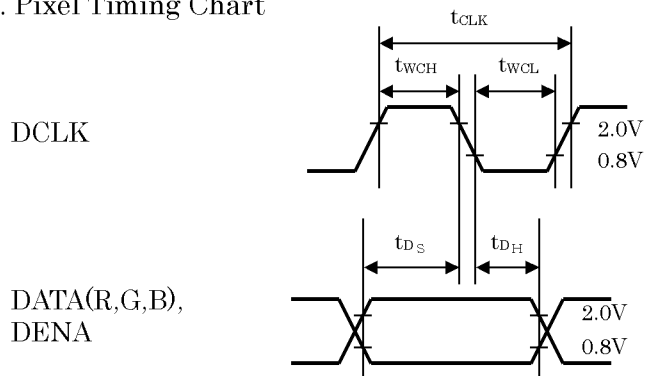 . Pixel Timing Chart
tCLK
tWCH
tWCL
DCLK
2.0V
0.8V
tDS
tDH
DATA(R,G,B),
DENA
2.0V
0.8V